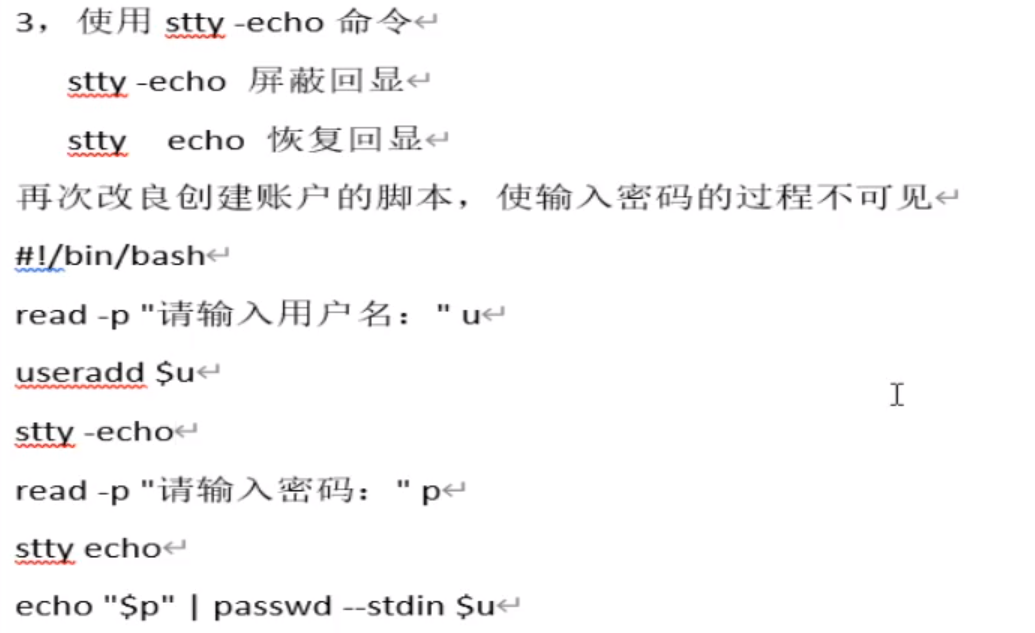 3， 使用 stty -echo 命令
stty -echo 屏蔽回显
stty echo 恢复回显
再次改良创建账户的脚本，使输入密码的过程不可见
#!/bin/bash
read -p "请输入用户名： " u
useradd $u
stty -echo
read -p "请输入密码： " p
stty echo
echo "$p" | passwd --stdin $u